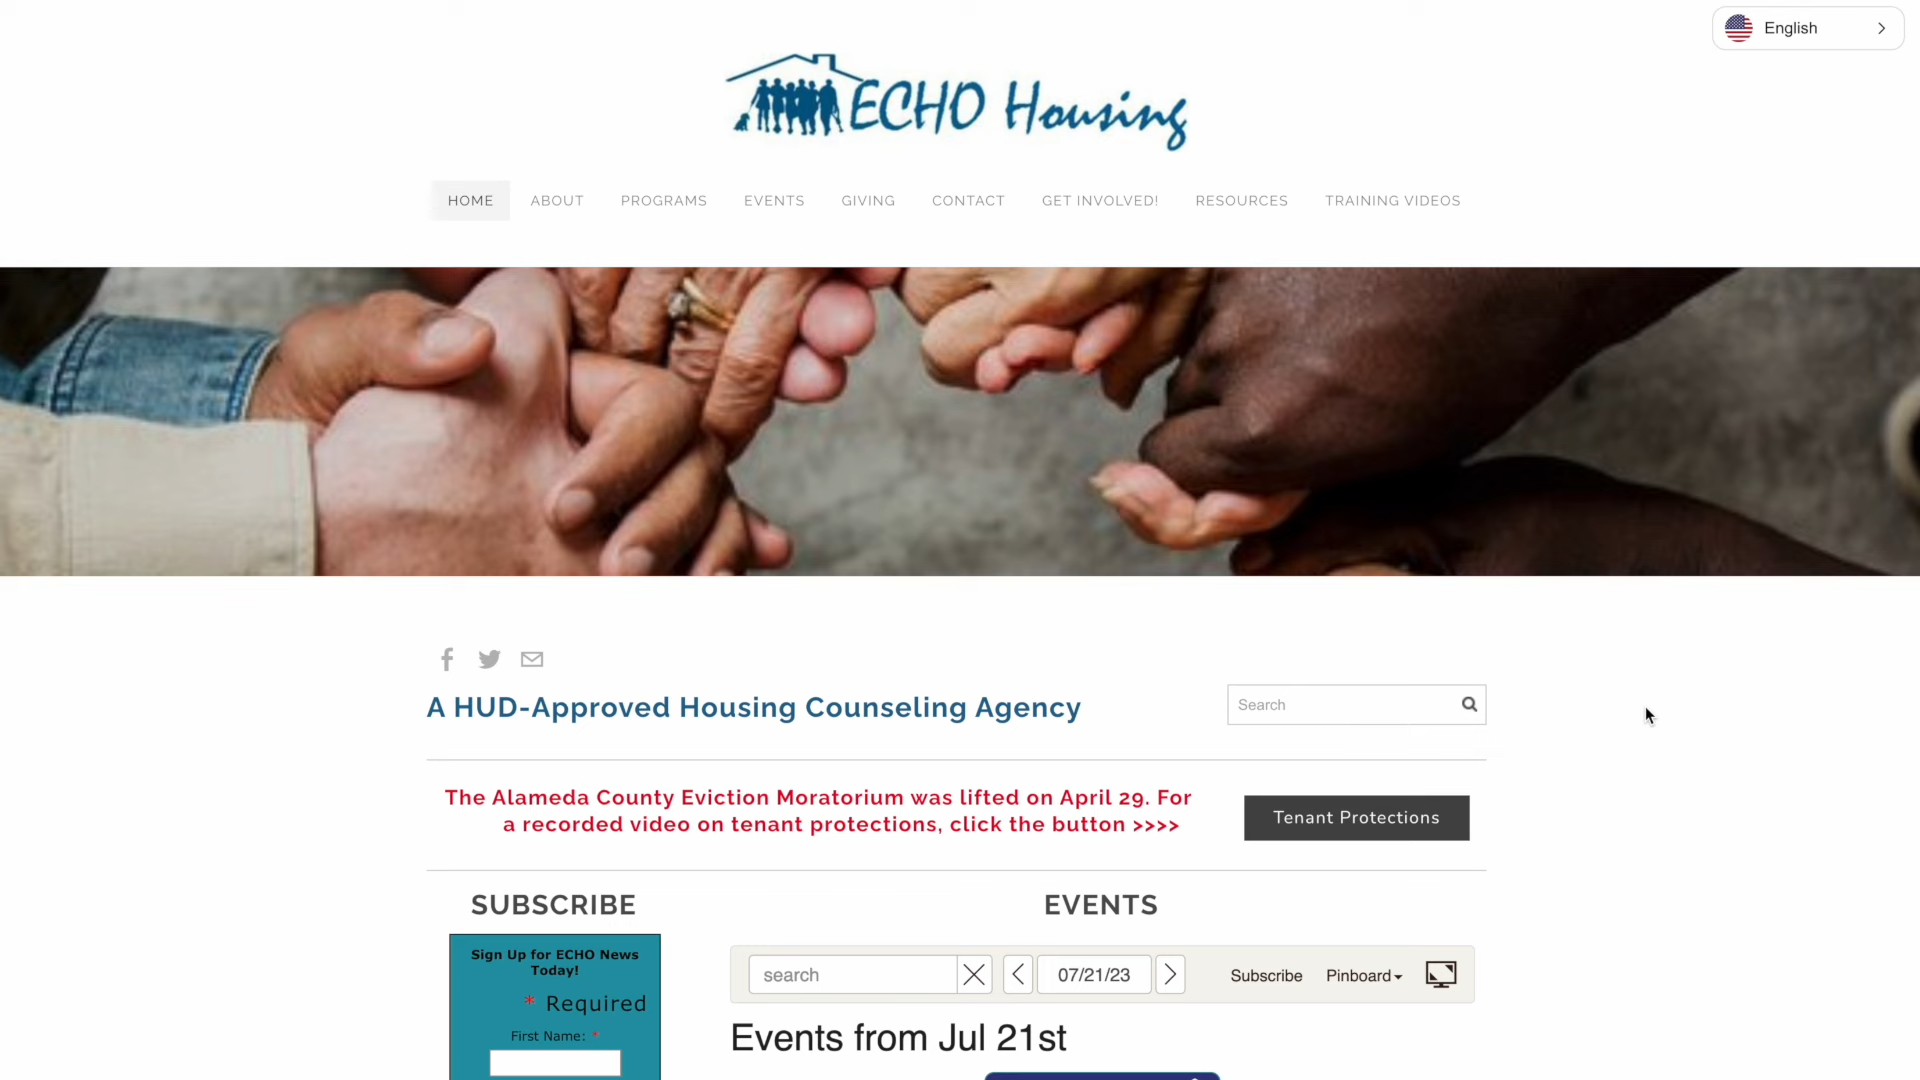 English
ECHO Housing
HOME ABOUT PROGRAMS EVENTS GIVING CONTACT GET INVOLVED! RESOURCES TRAINING VIDEOS
A HUD-Approved Housing Counseling Agency
Search
The Alameda County Eviction Moratorium was lifted on April 29. For
a recorded video on tenant protections, click the button >>>>
Tenant Protections
SUBSCRIBE
Sign Up for ECHO News
Today!
* Required
First Name: *
EVENTS
search
07/21/23
Subscribe
Pinboard
Events from Jul 21st